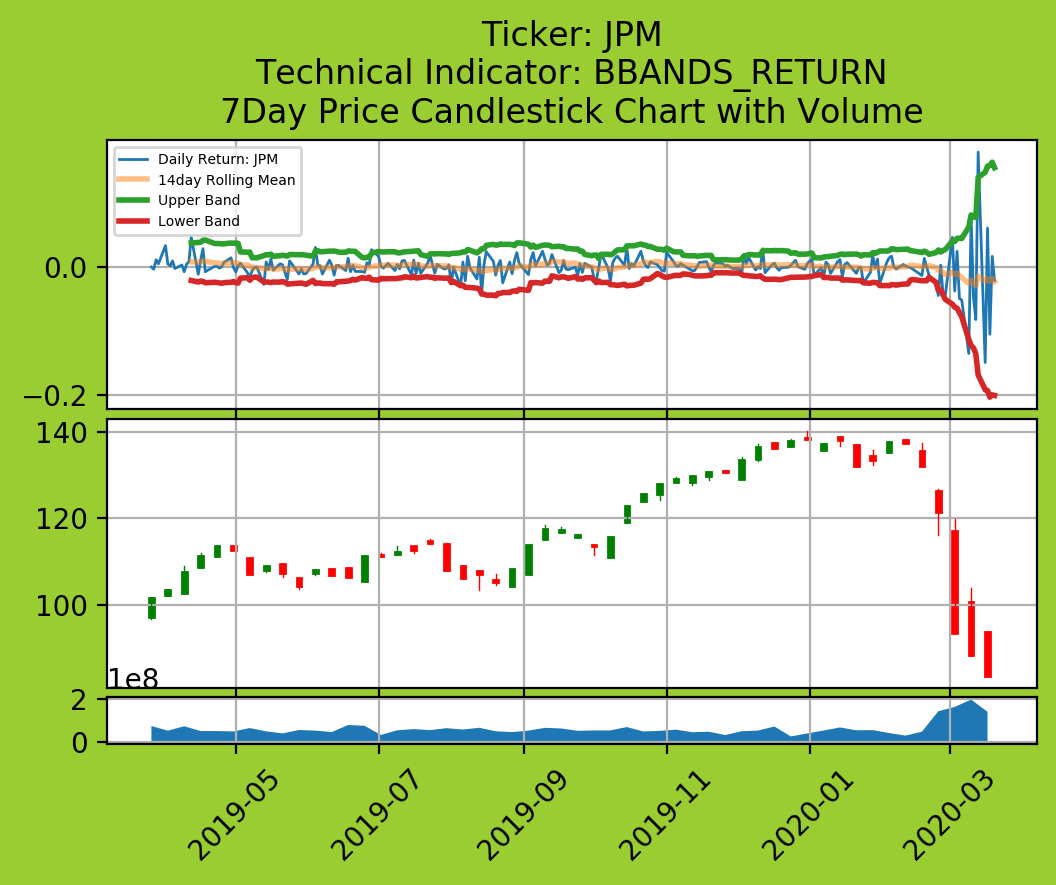 Ticker: JPM
Technical Indicator: BBANDS_RETURN
7Day Price Candlestick Chart with Volume
Daily Return: JPM
14day Rolling Mean
Upper Band
Lower Band
0.0
−0.2
140
120
100
1e8
2
0
2019-05
2019-07
2019-09
2019-11
2020-01
2020-03